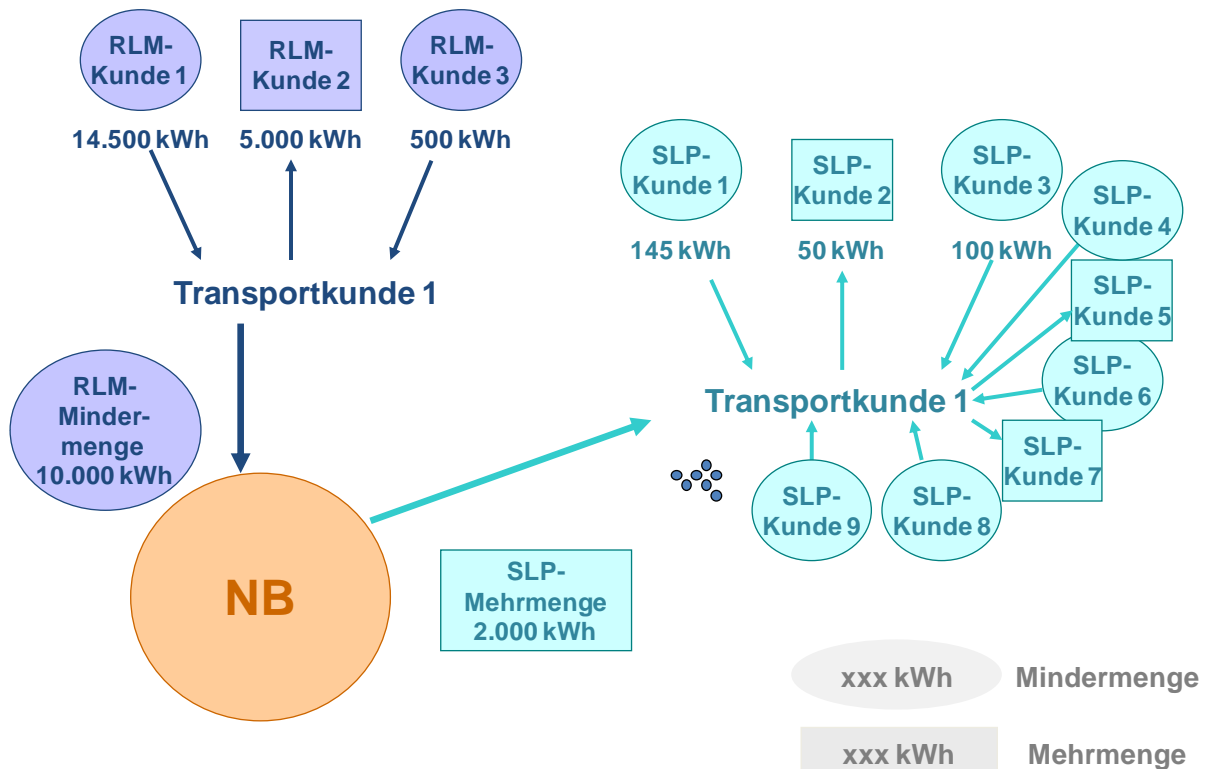 RLM-
Kunde 1
RLM-
Kunde 2
RLM-
Kunde 3
14.500 kWh
5.000 kWh
500 kWh
Transportkunde 1
RLM-
Minder-
menge
10.000 kWh
NB
SLP-
Kunde 1
SLP-
Kunde 2
SLP-
Kunde 3
SLP-
Kunde 4
145 kWh
50 kWh
100 kWh
SLP-
Kunde 5
SLP-
Kunde 6
Transportkunde 1
SLP-
Kunde 7
SLP-
Kunde 9
SLP-
Kunde 8
SLP-
Mehrmenge
2.000 kWh
xxx kWh Mindermenge
xxx kWh Mehrmenge